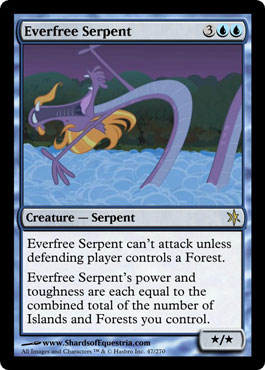 Everfree Serpent 3
Creature — Serpent
Everfree Serpent can't attack unless
defending player controls a Forest.
Everfree Serpent's power and
toughness are each equal to the
combined total of the number of
Islands and Forests you control.
www.ShardsofEquestria.com
All Images and Characters ™ & © Hasbro Inc. 47/270
★/★